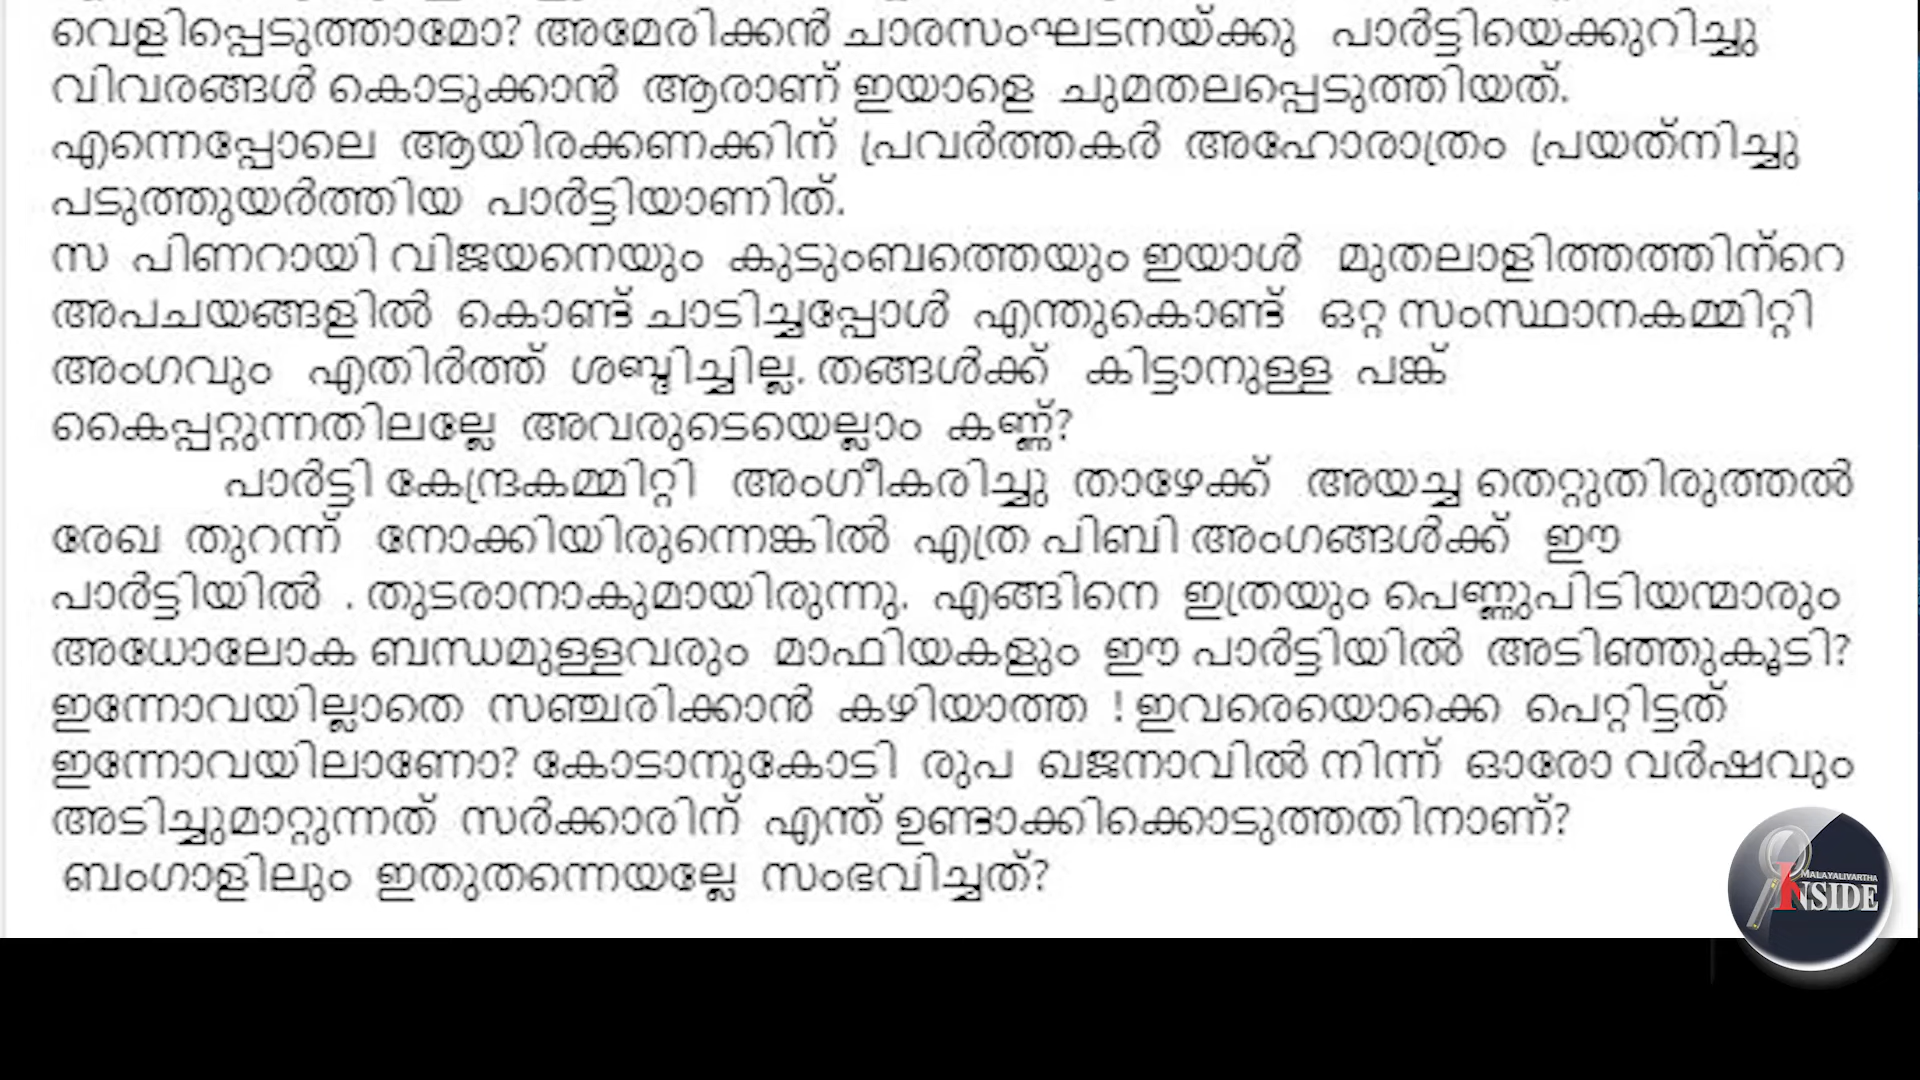 വെളിപ്പെടുത്താമോ? അമേരിക്കൻ ചാരസംഘടനയ്ക്കു പാർട്ടിയെക്കുറിച്ചു
വിവരങ്ങൾ കൊടുക്കാൻ ആരാണ് ഇയാളെ ചുമതലപ്പെടുത്തിയത്.
എന്നെപ്പോലെ ആയിരക്കണക്കിന് പ്രവർത്തകർ അഹോരാത്രം പ്രയത്നിച്ചു
പടുത്തുയർത്തിയ പാർട്ടിയാണിത്.
സ പിണറായി വിജയനെയും കുടുംബത്തെയും ഇയാൾ മുതലാളിത്തത്തിന്റെ
അപചയങ്ങളിൽ കൊണ്ട് ചാടിച്ചപ്പോൾ എന്തുകൊണ്ട് ഒറ്റ സംസ്ഥാനകമ്മിറ്റി
അംഗവും എതിർത്ത് ശബ്ദിച്ചില്ല. തങ്ങൾക്ക് കിട്ടാനുള്ള പങ്ക്
കൈപ്പറ്റുന്നതിലല്ലേ അവരുടെയെല്ലാം കണ്ണ്?
പാർട്ടി കേന്ദ്രകമ്മിറ്റി അംഗീകരിച്ചു താഴേക്ക് അയച്ച തെറ്റുതിരുത്തൽ
രേഖ തുറന്ന് നോക്കിയിരുന്നെങ്കിൽ എത്ര പിബി അംഗങ്ങൾക്ക് ഈ
പാർട്ടിയിൽ . തുടരാനാകുമായിരുന്നു. എങ്ങിനെ ഇത്രയും പെണ്ണുപിടിയന്മാരും
അധോലോക ബന്ധമുള്ളവരും മാഫിയകളും ഈ പാർട്ടിയിൽ അടിഞ്ഞുകൂടി?
ഇന്നോവയില്ലാതെ സഞ്ചരിക്കാൻ കഴിയാത്ത ! ഇവരെയൊക്കെ പെറ്റിട്ടത്
ഇന്നോവയിലാണോ? കോടാനുകോടി രുപ ഖജനാവിൽ നിന്ന് ഓരോ വർഷവും
അടിച്ചുമാറ്റുന്നത് സർക്കാരിന് എന്ത് ഉണ്ടാക്കിക്കൊടുത്തതിനാണ്?
ബംഗാളിലും ഇതുതന്നെയല്ലേ സംഭവിച്ചത്?
MALAYALIVARTHA
INSIDE